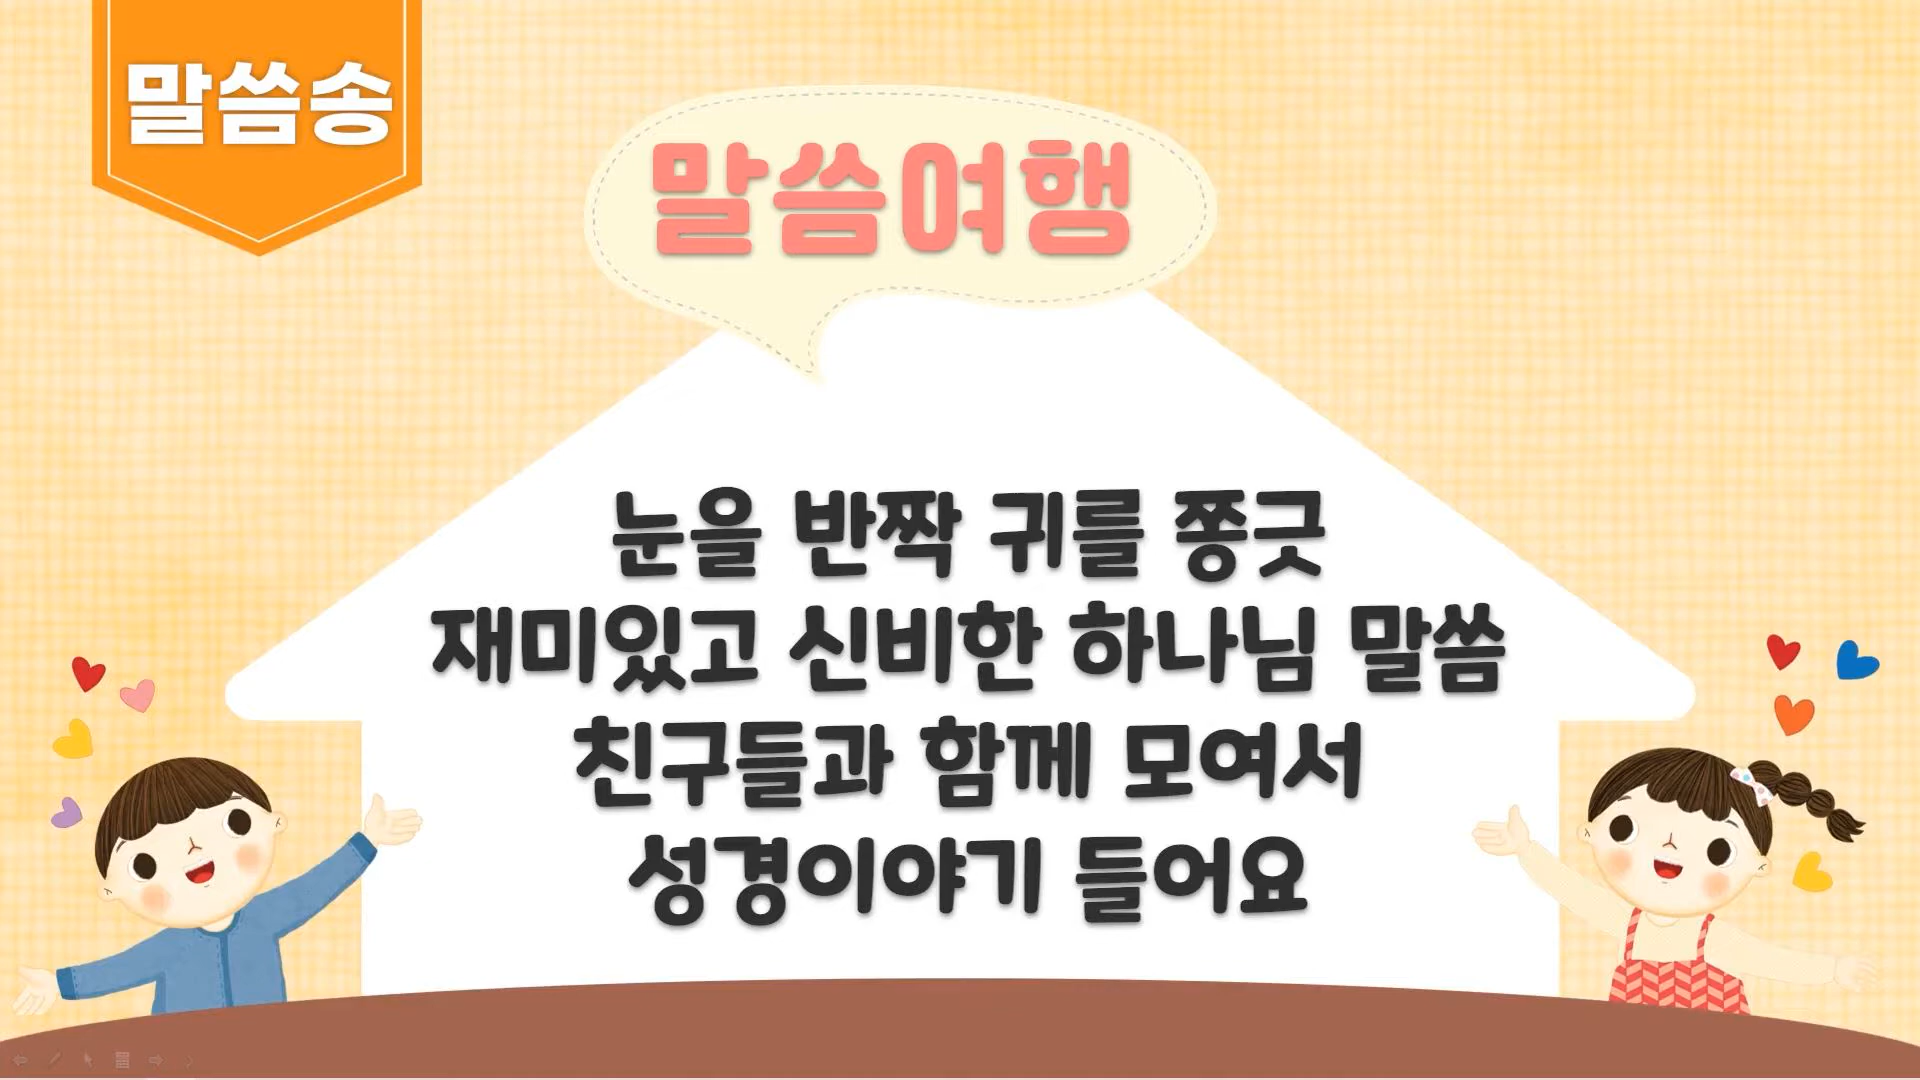 말씀송
말씀여행
눈을 반짝 귀를 쫑긋
재미있고 신비한 하나님 말씀
친구들과 함께 모여서
성경이야기 들어요